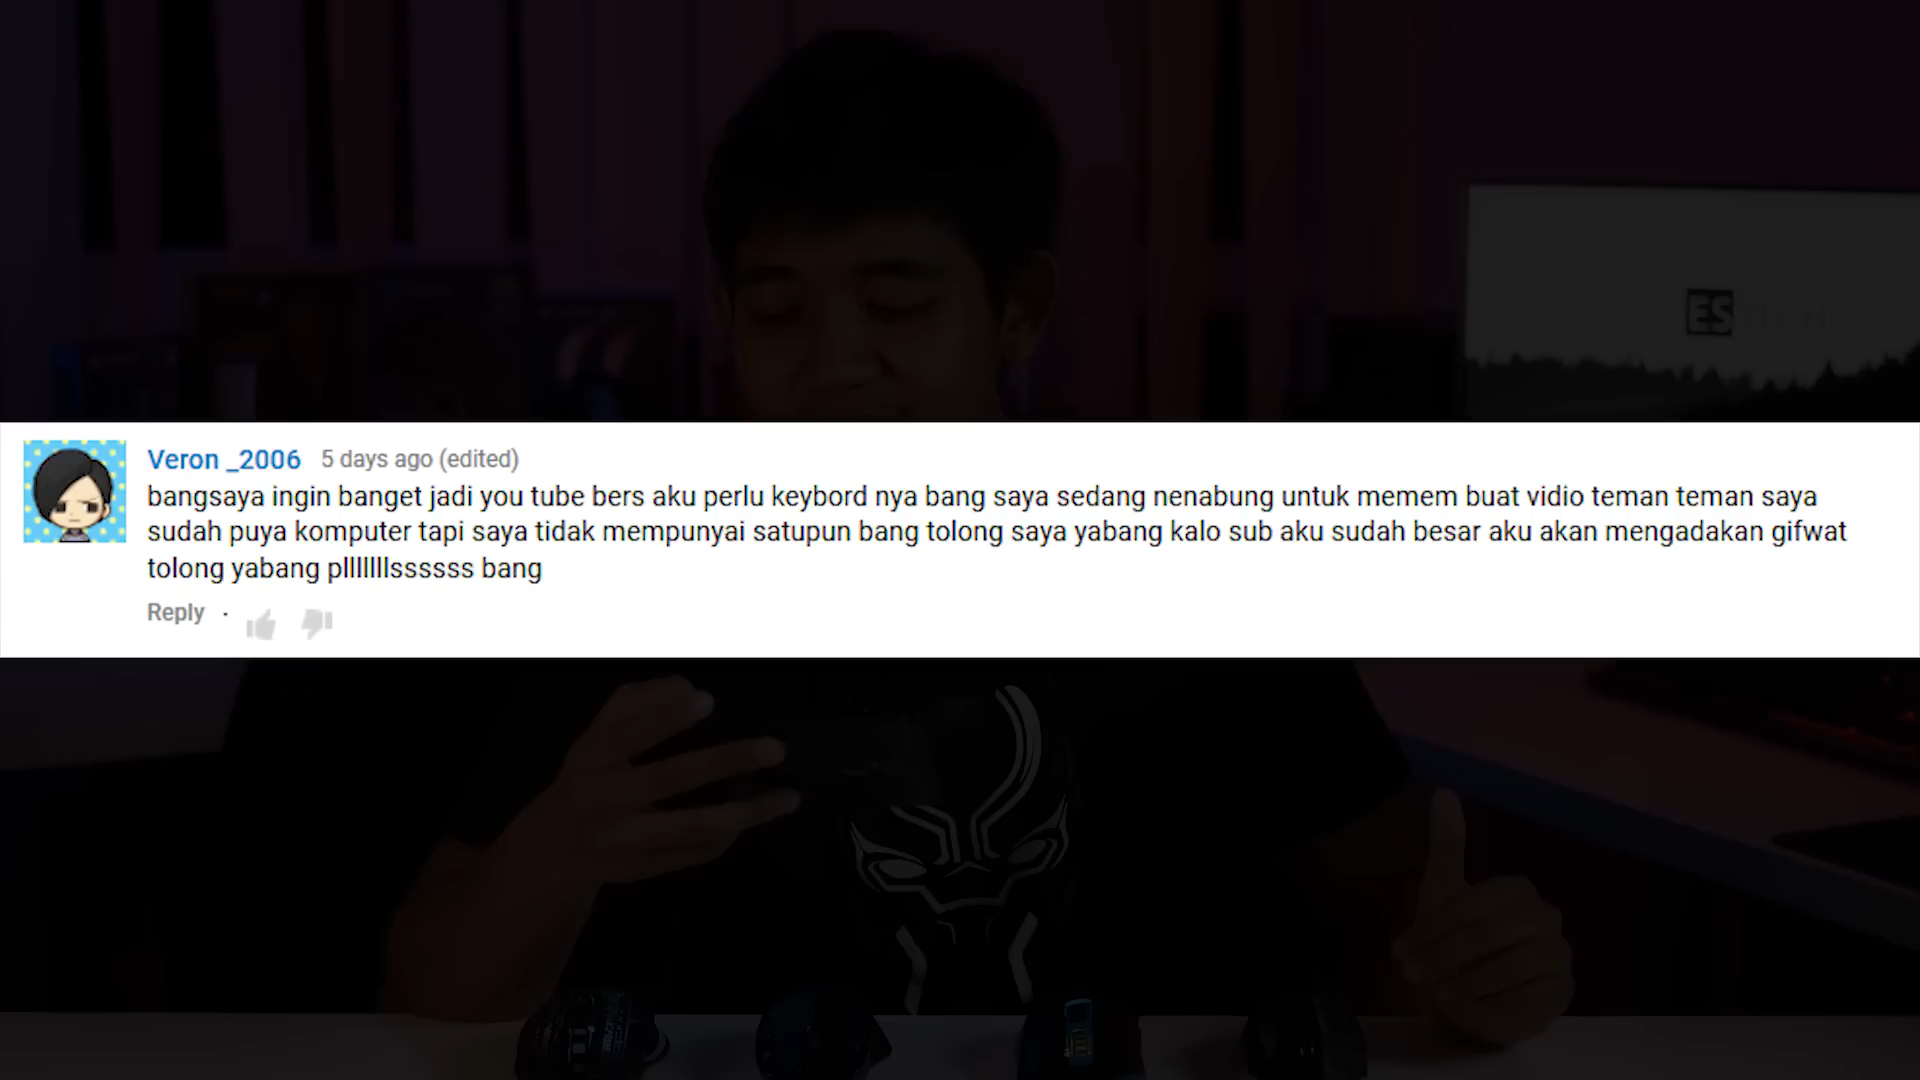 ESTECH
Veron _2006 5 days ago (edited)
bangsaya ingin banget jadi you tube bers aku perlu keybord nya bang saya sedang nenabung untuk memem buat vidio teman teman saya
sudah puya komputer tapi saya tidak mempunyai satupun bang tolong saya yabang kalo sub aku sudah besar aku akan mengadakan gifwat
tolong yabang plllllllssssss bang
Reply ·